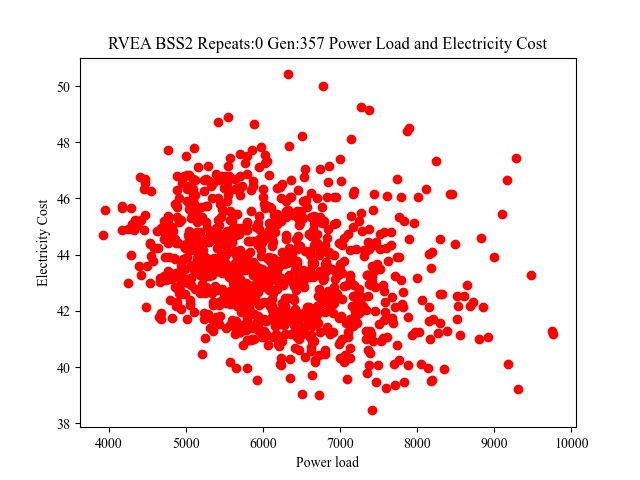 RVEA BSS2 Repeats:0 Gen:357 Power Load and Electricity Cost
50
48
46
44
42
40
38
Electricity Cost
4000 5000 6000 7000 8000 9000 10000
Power load